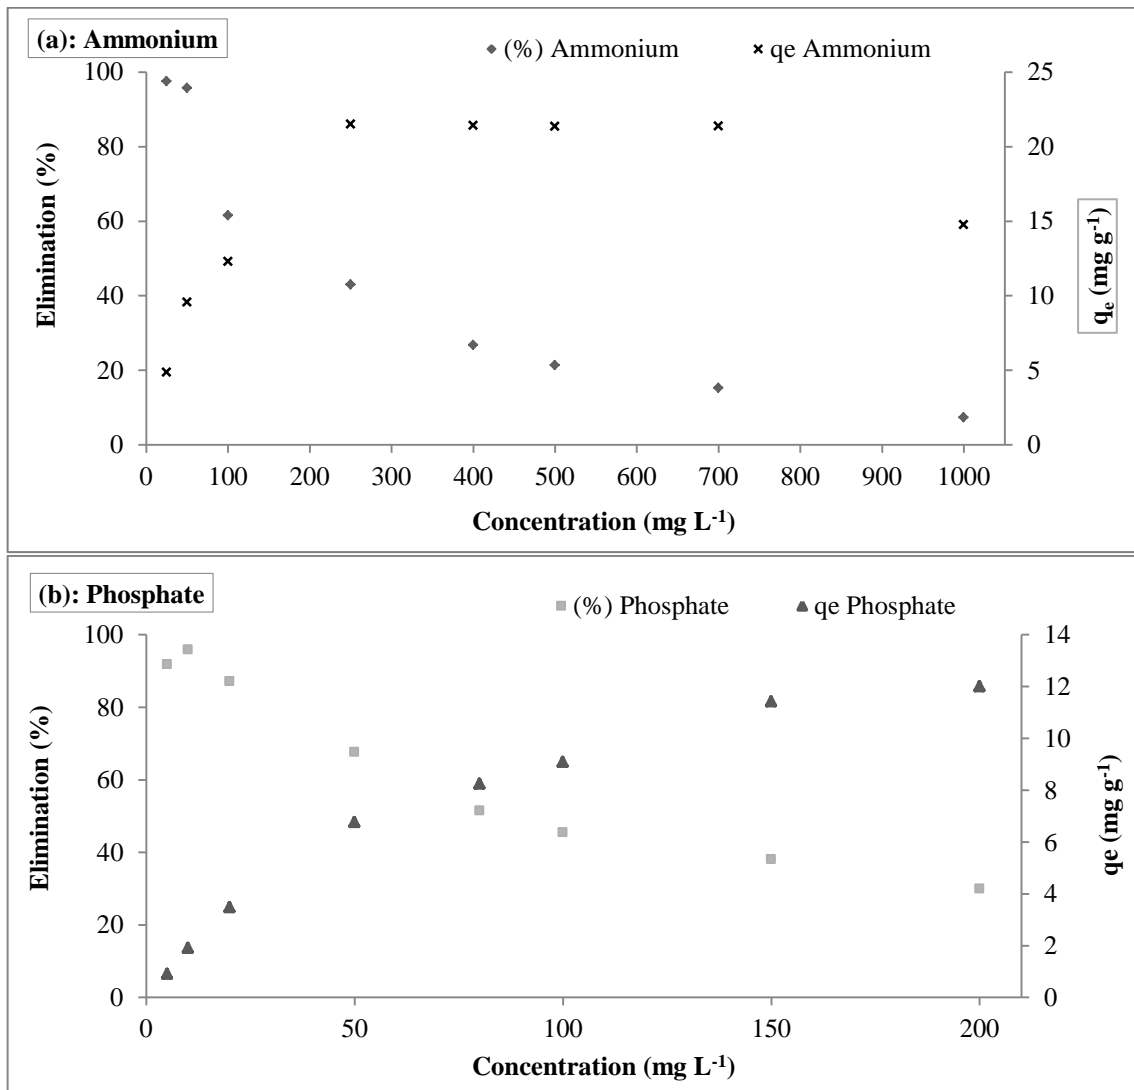 (a): Ammonium
(%) Ammonium
qe Ammonium
100
80
60
40
20
0
Elimination (%)
25
20
15
10
5
0
qₑ (mg g⁻¹)
0 100 200 300 400 500 600 700 800 900 1000
Concentration (mg L⁻¹)
(b): Phosphate
(%) Phosphate
qe Phosphate
100
80
60
40
20
0
Elimination (%)
14
12
10
8
6
4
2
0
qe (mg g⁻¹)
0 50 100 150 200
Concentration (mg L⁻¹)